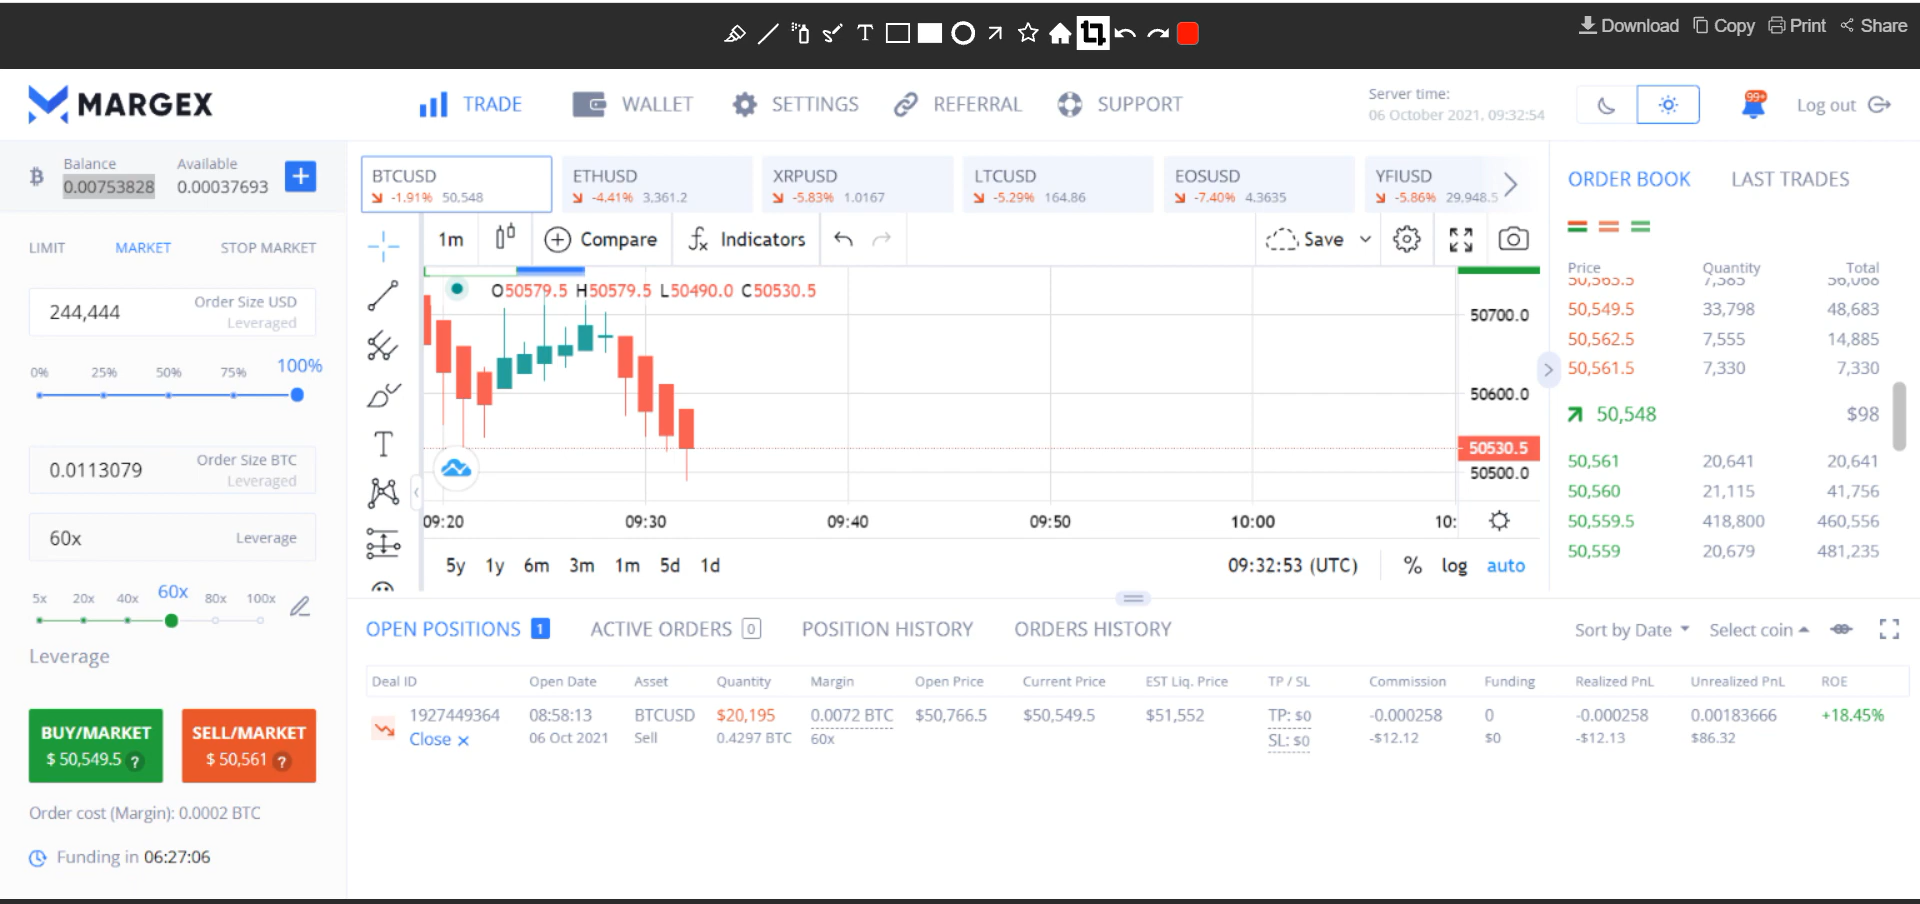 Download Copy Print Share
MARGEX
TRADE WALLET SETTINGS REFERRAL SUPPORT
Server time:
06 October 2021, 09:32:54
99+
Log out
Balance Available
0.00753828 0.00037693
LIMIT MARKET STOP MARKET
244,444 Order Size USD
Leveraged
0% 25% 50% 75% 100%
0.0113079 Order Size BTC
Leveraged
60x Leverage
5x 20x 40x 60x 80x 100x
Leverage
BUY/MARKET SELL/MARKET
$ 50,549.5 ? $ 50,561 ?
Order cost (Margin): 0.0002 BTC
Funding in 06:27:06
BTCUSD ETHUSD XRPUSD LTCUSD EOSUSD YFIUSD
-1.91% 50.548 -4.41% 3,361.2 -5.83% 1.0167 -5.29% 164.86 -7.40% 4.3635 -5.86% 29,948.5
1m Compare Indicators Save
O50579.5 H50579.5 L50490.0 C50530.5
50700.0
50600.0
50530.5
50500.0
09:20 09:30 09:40 09:50 10:00 10:
5y 1y 6m 3m 1m 5d 1d 09:32:53 (UTC) % log auto
ORDER BOOK LAST TRADES
Price Quantity Total
50,563.5 7,585 56,068
50,549.5 33,798 48,683
50,562.5 7,555 14,885
50,561.5 7,330 7,330
50,548 $98
50,561 20,641 20,641
50,560 21,115 41,756
50,559.5 418,800 460,556
50,559 20,679 481,235
OPEN POSITIONS 1 ACTIVE ORDERS 0 POSITION HISTORY ORDERS HISTORY Sort by Date Select coin
Deal ID Open Date Asset Quantity Margin Open Price Current Price EST Liq. Price TP / SL Commission Funding Realized PnL Unrealized PnL ROE
1927449364 08:58:13 BTCUSD $20,195 0.0072 BTC $50,766.5 $50,549.5 $51,552 TP: $0 -0.000258 0 -0.000258 0.00183666 +18.45%
Close 06 Oct 2021 Sell 0.4297 BTC 60x SL: $0 -$12.12 $0 -$12.13 $86.32